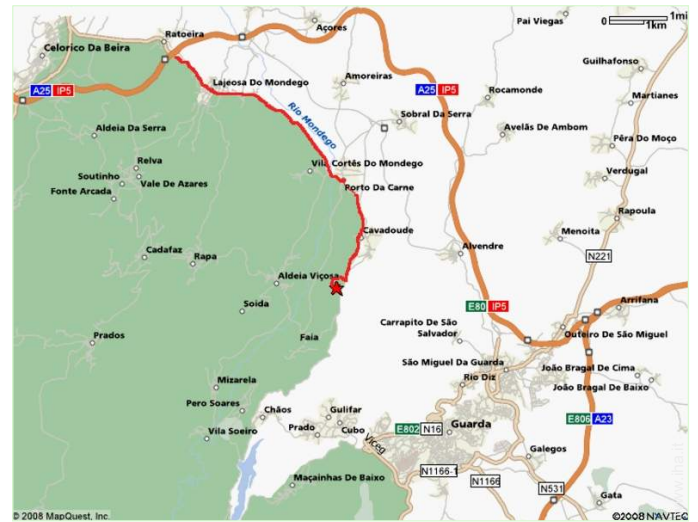 Ratoeira
Açores
Pai Viegas
0 1mi
1km
Celorico Da Beira
Guilhafonso
A25 IP5
Lajeosa Do Mondego
Amoreiras
A25 IP5
Rocamonde
Martianes
Rio Mondego
Sobral Da Serra
Aldeia Da Serra
Avelãs De Ambom
Pêra Do Moço
Relva
Vila Cortês Do Mondego
Soutinho
Vale De Azares
Verdugal
Fonte Arcada
Porto Da Carne
Rapoula
Cavadoude
Menoita
Cadafaz
Rapa
Alvendre
N221
Aldeia Viçosa
Soida
E80 IP5
Arrifana
Carrapito De São
Salvador
Outeiro De São Miguel
Prados
Faia
São Miguel Da Guarda
João Bragal De Cima
Rio Diz
João Bragal De Baixo
Mizarela
Pero Soares
Chãos
Gulifar
E806 A23
Prado
Cubo
E802 N16
Guarda
Vila Soeiro
Viceg
Galegos
N1166-1
N1166
N531
Maçainhas De Baixo
Gata
© 2008 MapQuest, Inc.
©2008 NAVTEQ